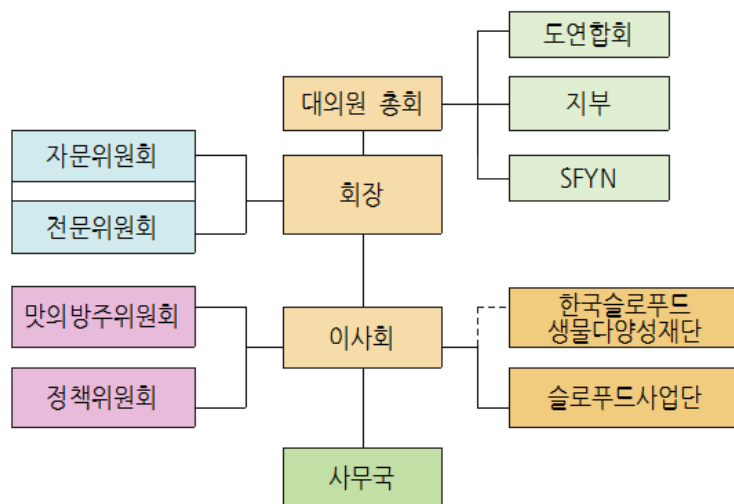 도연합회
대의원 총회
지부
자문위원회
회장
SFYN
전문위원회
맛의방주위원회
이사회
한국슬로푸드
생물다양성재단
정책위원회
슬로푸드사업단
사무국